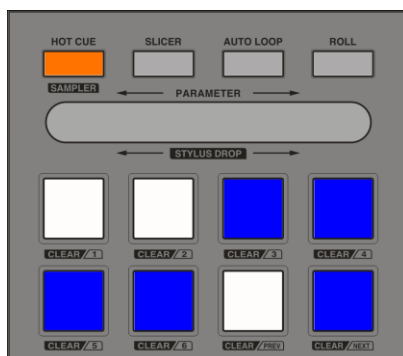 HOT CUE SLICER AUTO LOOP ROLL
SAMPLER
PARAMETER
STYLUS DROP
CLEAR/1 CLEAR/2 CLEAR/3 CLEAR/4
CLEAR/5 CLEAR/6 CLEAR/PREV CLEAR/NEXT